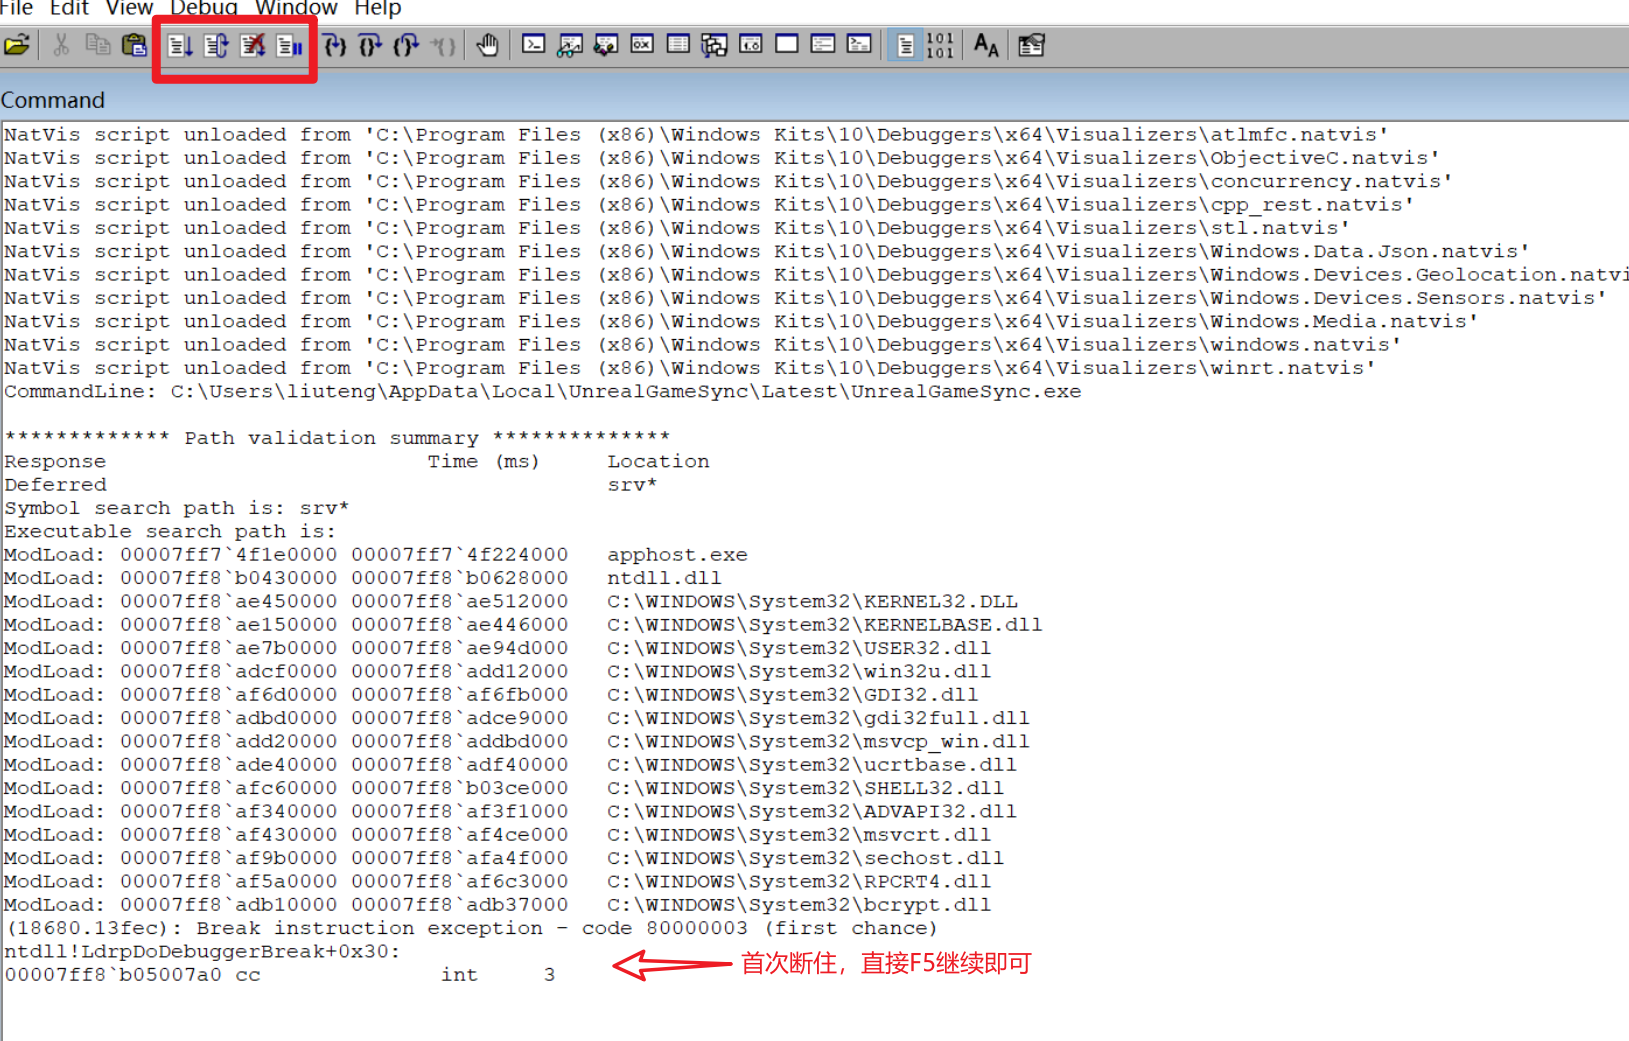 File Edit View Debug Window Help
101
101
AA
Command
NatVis script unloaded from 'C:\Program Files (x86)\Windows Kits\10\Debuggers\x64\Visualizers\atlmfc.natvis'
NatVis script unloaded from 'C:\Program Files (x86)\Windows Kits\10\Debuggers\x64\Visualizers\ObjectiveC.natvis'
NatVis script unloaded from 'C:\Program Files (x86)\Windows Kits\10\Debuggers\x64\Visualizers\concurrency.natvis'
NatVis script unloaded from 'C:\Program Files (x86)\Windows Kits\10\Debuggers\x64\Visualizers\cpp_rest.natvis'
NatVis script unloaded from 'C:\Program Files (x86)\Windows Kits\10\Debuggers\x64\Visualizers\stl.natvis'
NatVis script unloaded from 'C:\Program Files (x86)\Windows Kits\10\Debuggers\x64\Visualizers\Windows.Data.Json.natvis'
NatVis script unloaded from 'C:\Program Files (x86)\Windows Kits\10\Debuggers\x64\Visualizers\Windows.Devices.Geolocation.natvi
NatVis script unloaded from 'C:\Program Files (x86)\Windows Kits\10\Debuggers\x64\Visualizers\Windows.Devices.Sensors.natvis'
NatVis script unloaded from 'C:\Program Files (x86)\Windows Kits\10\Debuggers\x64\Visualizers\Windows.Media.natvis'
NatVis script unloaded from 'C:\Program Files (x86)\Windows Kits\10\Debuggers\x64\Visualizers\windows.natvis'
NatVis script unloaded from 'C:\Program Files (x86)\Windows Kits\10\Debuggers\x64\Visualizers\winrt.natvis'
CommandLine: C:\Users\liuteng\AppData\Local\UnrealGameSync\Latest\UnrealGameSync.exe
************* Path validation summary **************
Response Time (ms) Location
Deferred srv*
Symbol search path is: srv*
Executable search path is:
ModLoad: 00007ff7`4f1e0000 00007ff7`4f224000 apphost.exe
ModLoad: 00007ff8`b0430000 00007ff8`b0628000 ntdll.dll
ModLoad: 00007ff8`ae450000 00007ff8`ae512000 C:\WINDOWS\System32\KERNEL32.DLL
ModLoad: 00007ff8`ae150000 00007ff8`ae446000 C:\WINDOWS\System32\KERNELBASE.dll
ModLoad: 00007ff8`ae7b0000 00007ff8`ae94d000 C:\WINDOWS\System32\USER32.dll
ModLoad: 00007ff8`adcf0000 00007ff8`add12000 C:\WINDOWS\System32\win32u.dll
ModLoad: 00007ff8`af6d0000 00007ff8`af6fb000 C:\WINDOWS\System32\GDI32.dll
ModLoad: 00007ff8`adbd0000 00007ff8`adce9000 C:\WINDOWS\System32\gdi32full.dll
ModLoad: 00007ff8`add20000 00007ff8`addbd000 C:\WINDOWS\System32\msvcp_win.dll
ModLoad: 00007ff8`ade40000 00007ff8`adf40000 C:\WINDOWS\System32\ucrtbase.dll
ModLoad: 00007ff8`afc60000 00007ff8`b03ce000 C:\WINDOWS\System32\SHELL32.dll
ModLoad: 00007ff8`af340000 00007ff8`af3f1000 C:\WINDOWS\System32\ADVAPI32.dll
ModLoad: 00007ff8`af430000 00007ff8`af4ce000 C:\WINDOWS\System32\msvcrt.dll
ModLoad: 00007ff8`af9b0000 00007ff8`afa4f000 C:\WINDOWS\System32\sechost.dll
ModLoad: 00007ff8`af5a0000 00007ff8`af6c3000 C:\WINDOWS\System32\RPCRT4.dll
ModLoad: 00007ff8`adb10000 00007ff8`adb37000 C:\WINDOWS\System32\bcrypt.dll
(18680.13fec): Break instruction exception - code 80000003 (first chance)
ntdll!LdrpDoDebuggerBreak+0x30:
00007ff8`b05007a0 cc int 3
首次断住，直接F5继续即可